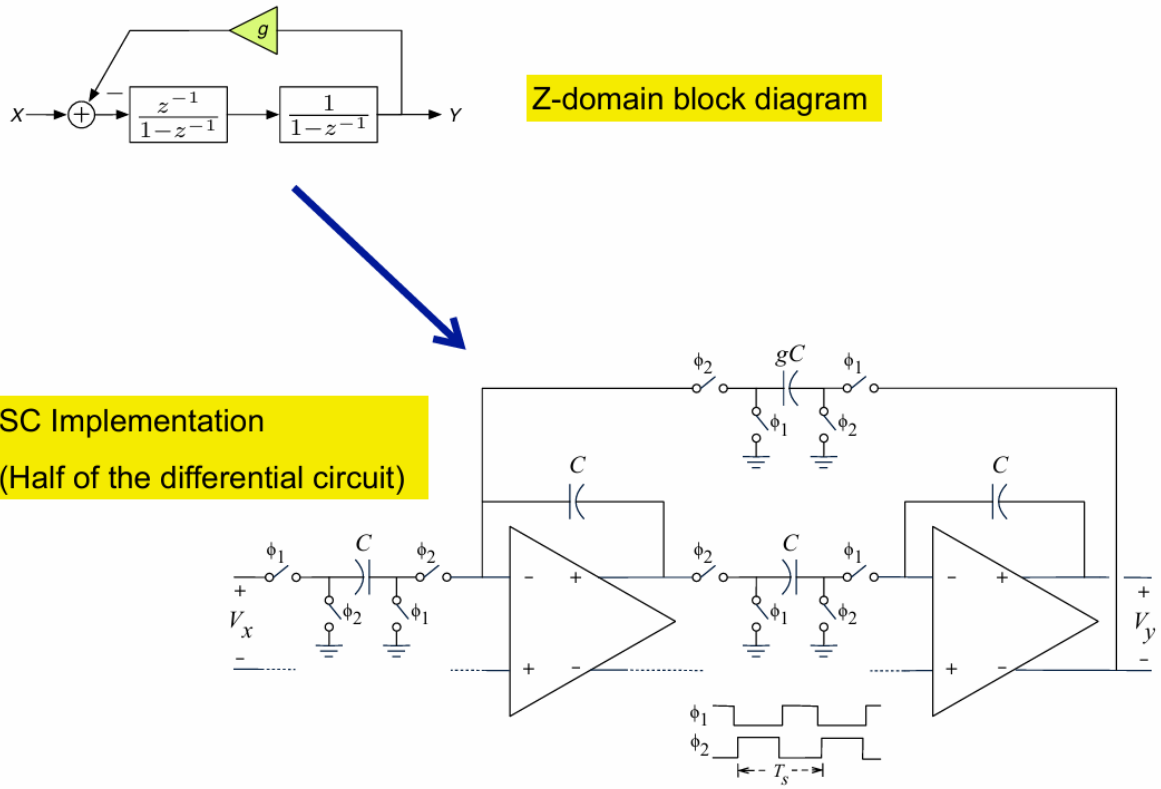 g
X + − z⁻¹ 1−z⁻¹ 1 1−z⁻¹ Y
Z-domain block diagram
SC Implementation
(Half of the differential circuit)
ϕ2 gC ϕ1
ϕ1 ϕ2
C C
ϕ1 C ϕ2 - + ϕ2 C ϕ1 - +
+ ϕ2 ϕ1 ϕ1 ϕ2 +
Vx Vy
- + - + - -
ϕ1
ϕ2
Ts